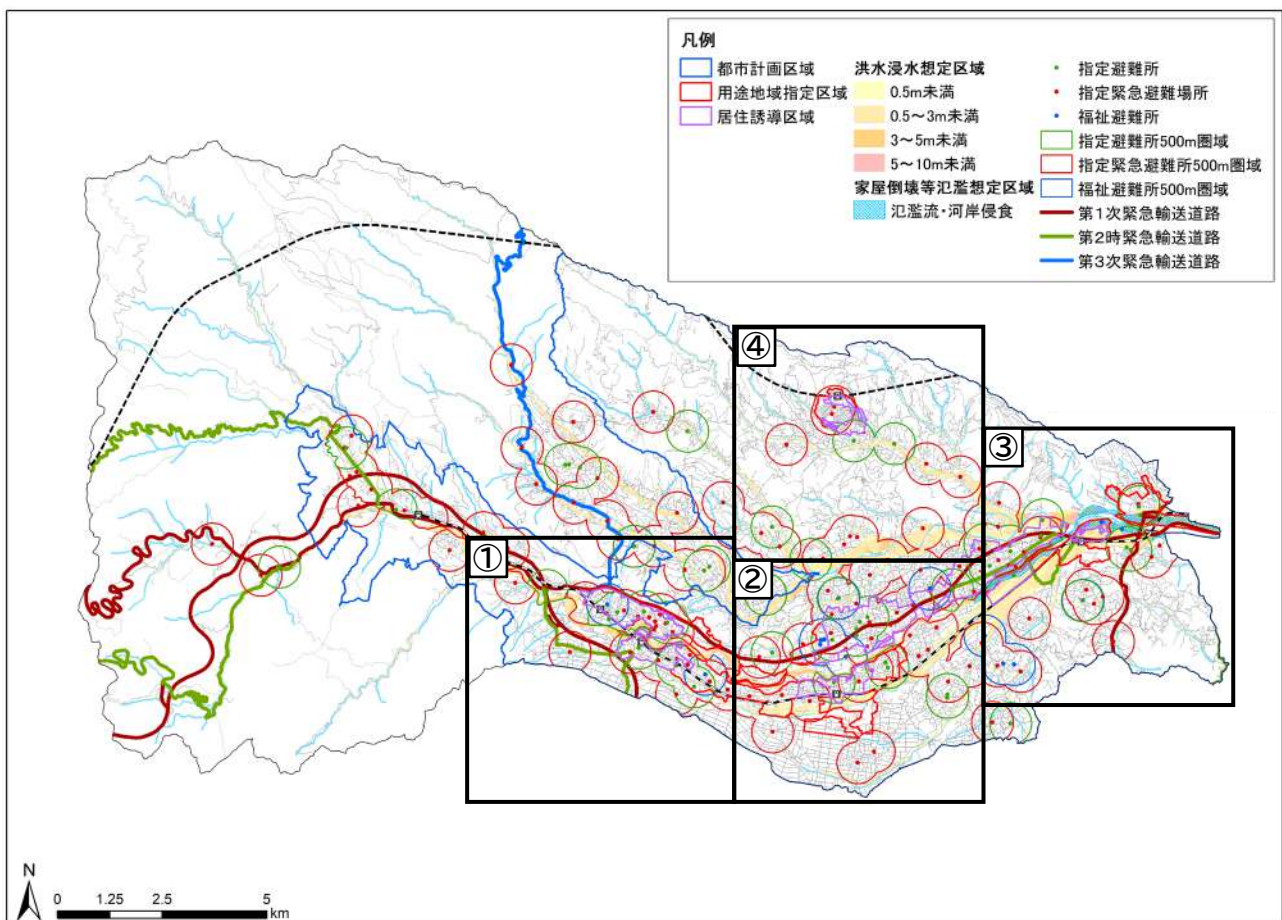 凡例
都市計画区域
用途地域指定区域
居住誘導区域
洪水浸水想定区域
0.5m未満
0.5～3m未満
3～5m未満
5～10m未満
家屋倒壊等氾濫想定区域
氾濫流・河岸侵食
指定避難所
指定緊急避難場所
福祉避難所
指定避難所500m圏域
指定緊急避難所500m圏域
福祉避難所500m圏域
第1次緊急輸送道路
第2時緊急輸送道路
第3次緊急輸送道路
④
③
①
②
N
0 1.25 2.5 5
km